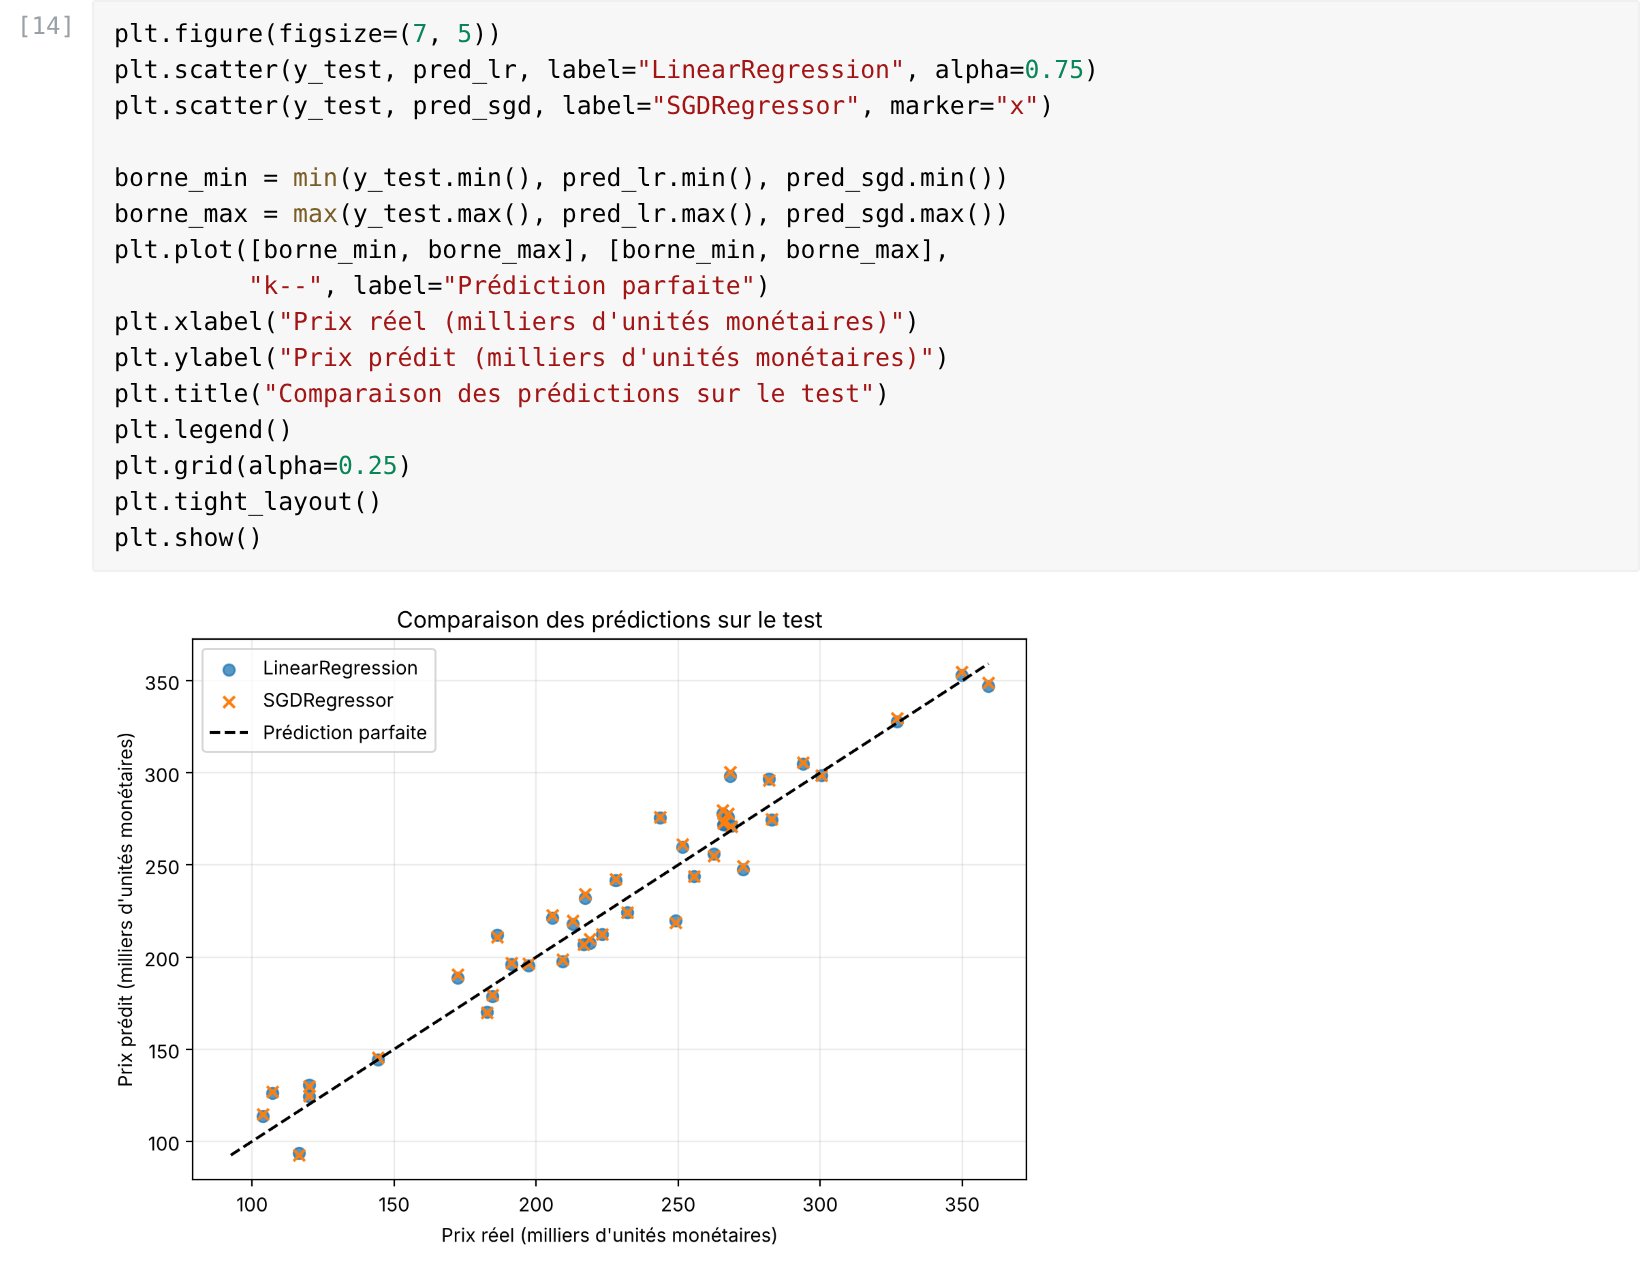 [14]
plt.figure(figsize=(7, 5))
plt.scatter(y_test, pred_lr, label="LinearRegression", alpha=0.75)
plt.scatter(y_test, pred_sgd, label="SGDRegressor", marker="x")
borne_min = min(y_test.min(), pred_lr.min(), pred_sgd.min())
borne_max = max(y_test.max(), pred_lr.max(), pred_sgd.max())
plt.plot([borne_min, borne_max], [borne_min, borne_max],
         "k--", label="Prédiction parfaite")
plt.xlabel("Prix réel (milliers d'unités monétaires)")
plt.ylabel("Prix prédit (milliers d'unités monétaires)")
plt.title("Comparaison des prédictions sur le test")
plt.legend()
plt.grid(alpha=0.25)
plt.tight_layout()
plt.show()
Comparaison des prédictions sur le test
LinearRegression
SGDRegressor
Prédiction parfaite
Prix prédit (milliers d'unités monétaires)
350
300
250
200
150
100
100 150 200 250 300 350
Prix réel (milliers d'unités monétaires)